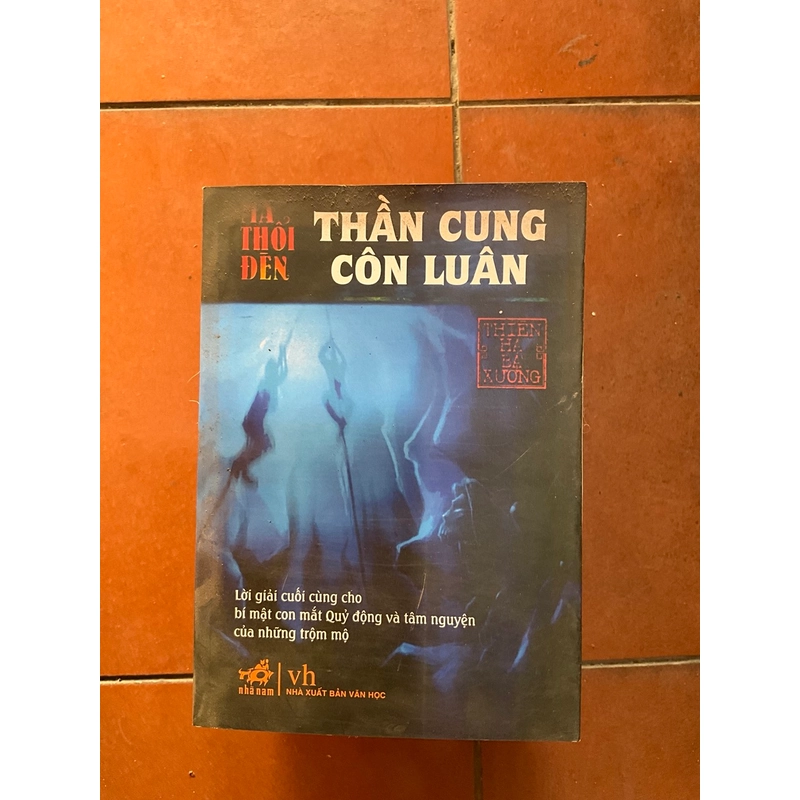 MA
THỔI
ĐÈN
THẦN CUNG
CÔN LUÂN
THIÊN
HẠ
BÁ
XƯỚNG
Lời giải cuối cùng cho
bí mật con mắt Quỷ động và tâm nguyện
của những trộm mộ
nhã nam
vh
NHÀ XUẤT BẢN VĂN HỌC